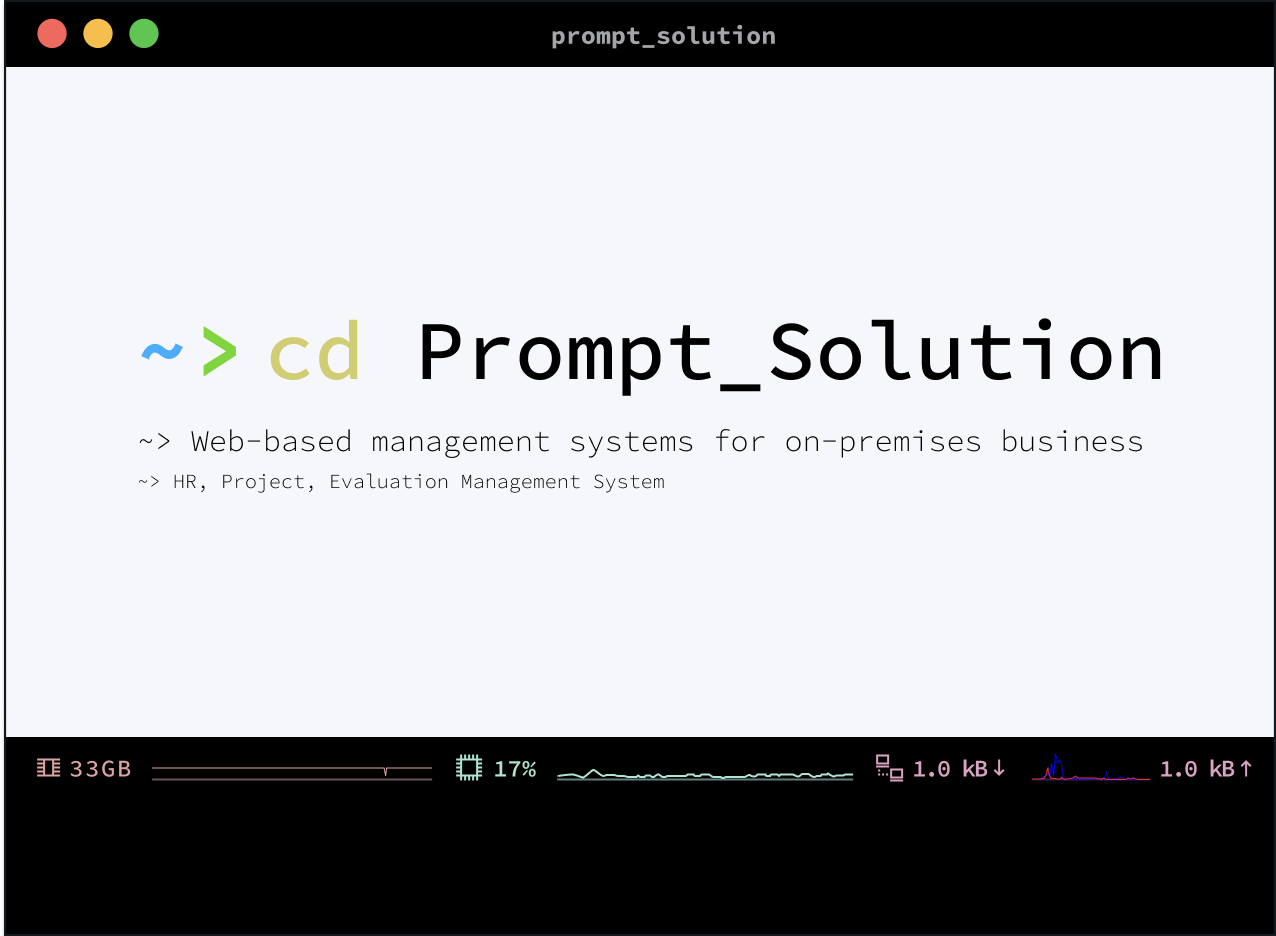 prompt_solution
~> cd Prompt_Solution
~> Web-based management systems for on-premises business
~> HR, Project, Evaluation Management System
33GB 17% 1.0 kB↓ 1.0 kB↑